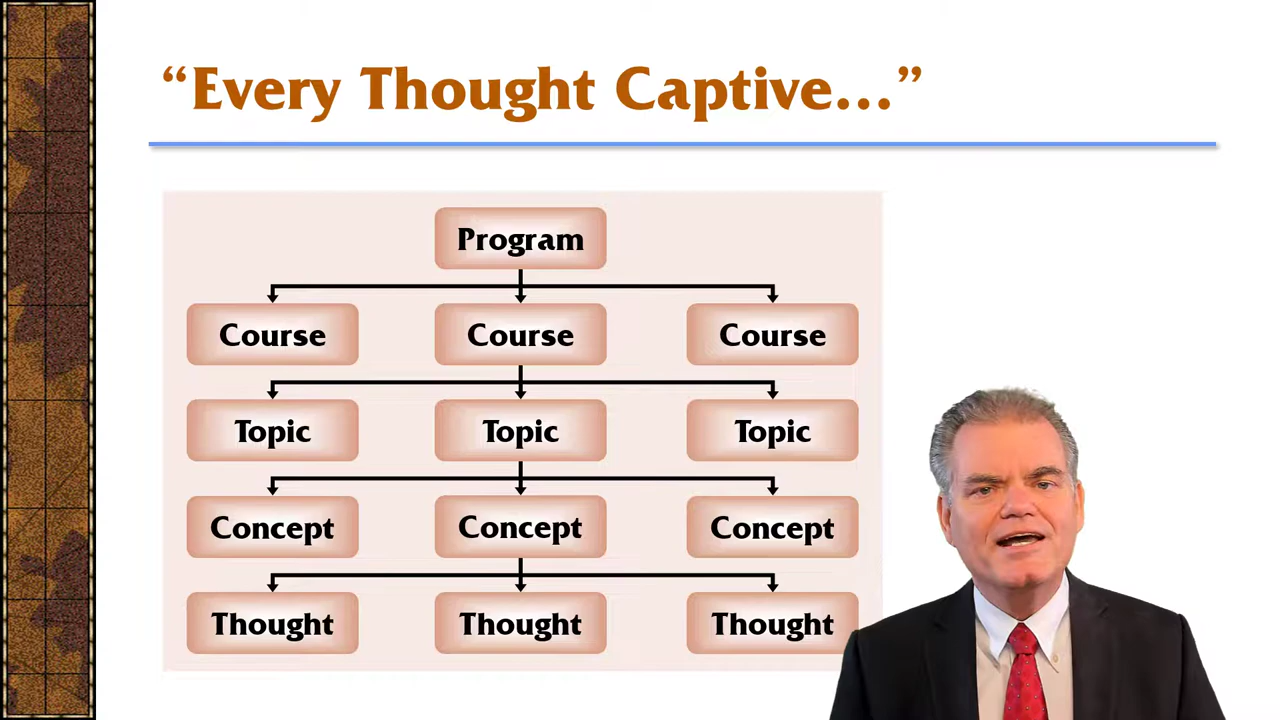 “Every Thought Captive...”
Program
Course Course Course
Topic Topic Topic
Concept Concept Concept
Thought Thought Thought